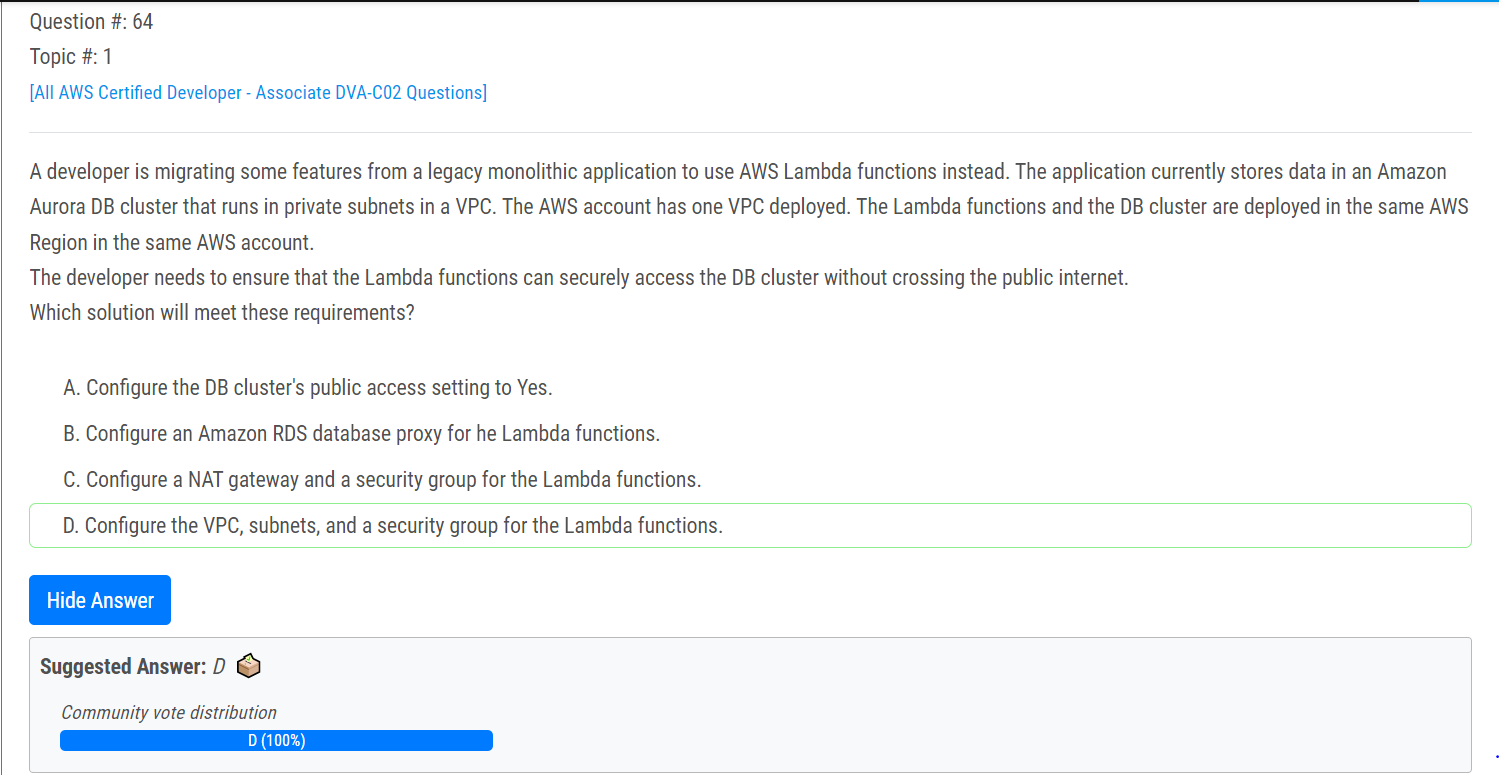 Question #: 64
Topic #: 1
[All AWS Certified Developer - Associate DVA-C02 Questions]
A developer is migrating some features from a legacy monolithic application to use AWS Lambda functions instead. The application currently stores data in an Amazon
Aurora DB cluster that runs in private subnets in a VPC. The AWS account has one VPC deployed. The Lambda functions and the DB cluster are deployed in the same AWS
Region in the same AWS account.
The developer needs to ensure that the Lambda functions can securely access the DB cluster without crossing the public internet.
Which solution will meet these requirements?
A. Configure the DB cluster's public access setting to Yes.
B. Configure an Amazon RDS database proxy for he Lambda functions.
C. Configure a NAT gateway and a security group for the Lambda functions.
D. Configure the VPC, subnets, and a security group for the Lambda functions.
Hide Answer
Suggested Answer: D
Community vote distribution
D (100%)